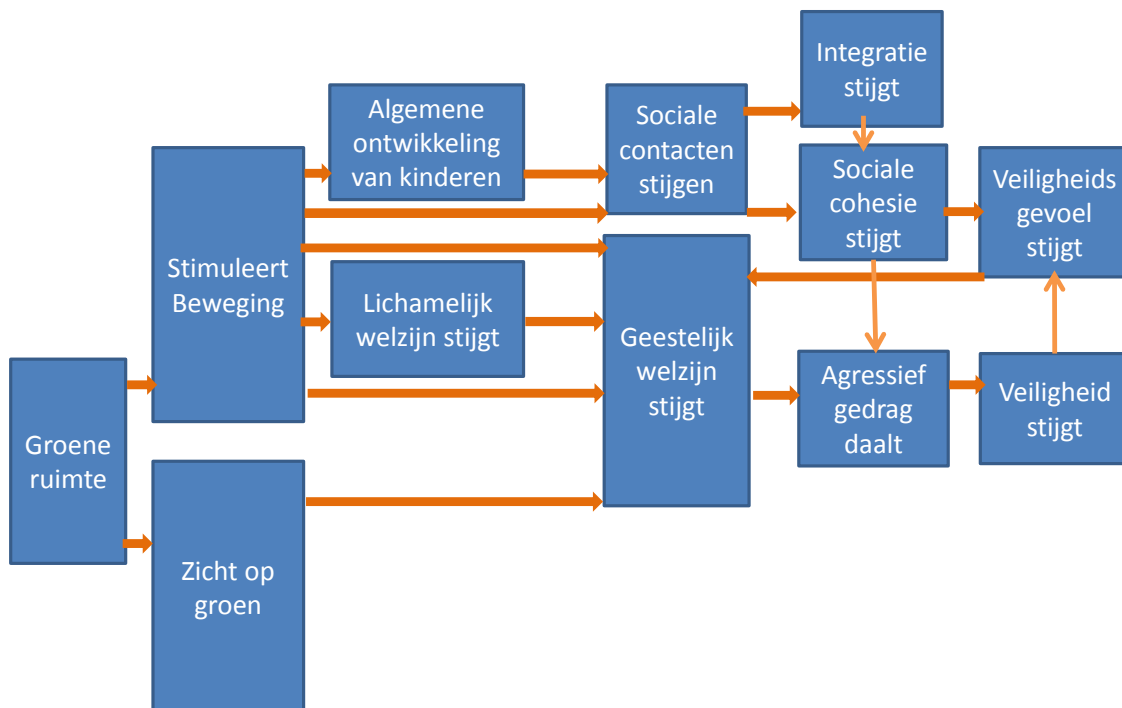 Groene
ruimte
Stimuleert
Beweging
Zicht op
groen
Algemene
ontwikkeling
van kinderen
Lichamelijk
welzijn stijgt
Sociale
contacten
stijgen
Geestelijk
welzijn
stijgt
Integratie
stijgt
Sociale
cohesie
stijgt
Agressief
gedrag
daalt
Veiligheids
gevoel
stijgt
Veiligheid
stijgt